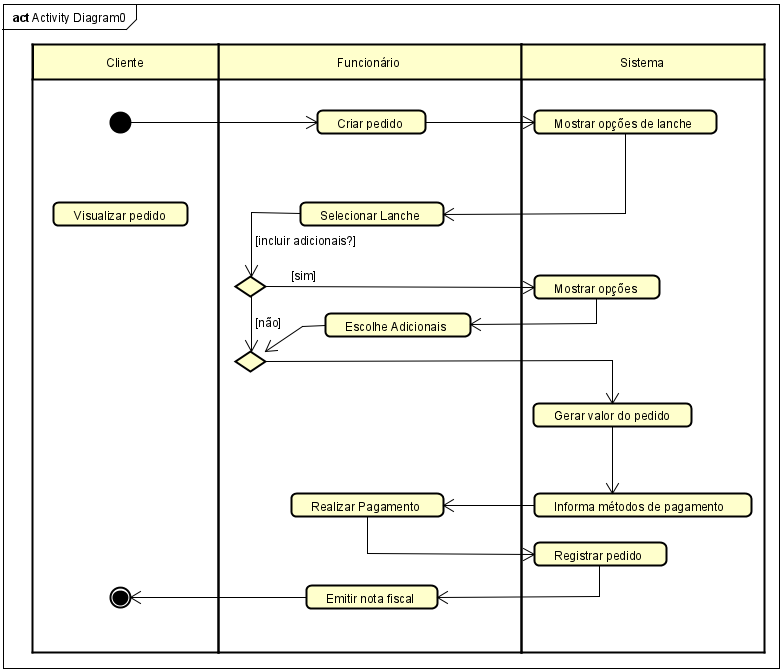 act Activity Diagram0
Cliente
Funcionário
Sistema
Criar pedido
Mostrar opções de lanche
Visualizar pedido
Selecionar Lanche
[incluir adicionais?]
[sim]
Mostrar opções
[não]
Escolhe Adicionais
Gerar valor do pedido
Realizar Pagamento
Informa métodos de pagamento
Registrar pedido
Emitir nota fiscal